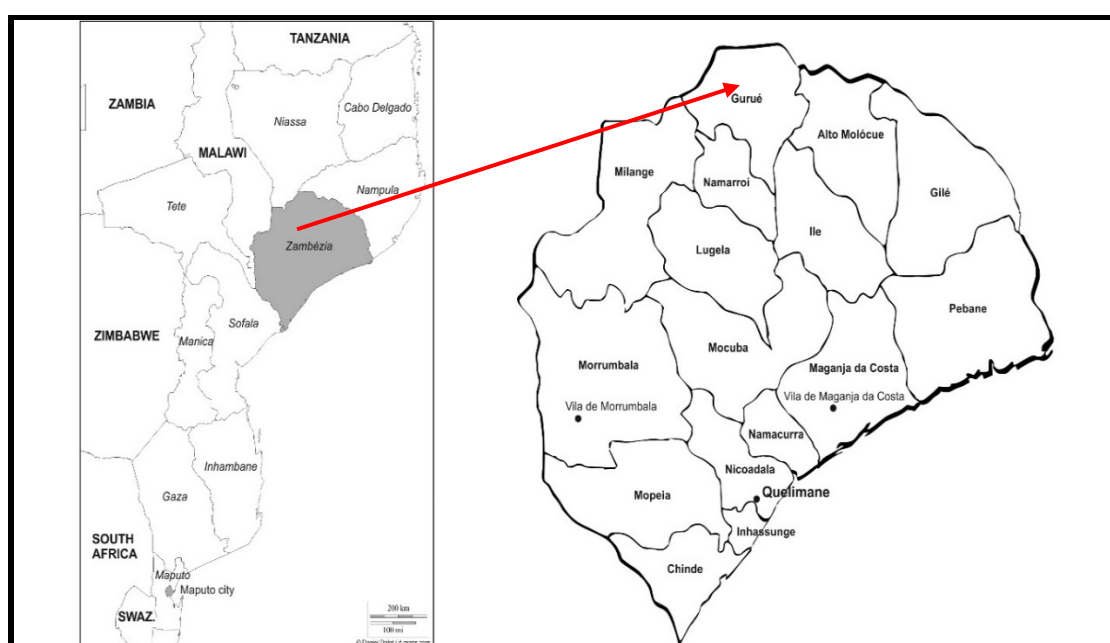 TANZANIA
ZAMBIA
Cabo Delgado
Niassa
MALAWI
Nampula
Tete
Zambézia
Sofala
ZIMBABWE
Manica
Inhambane
Gaza
SOUTH
AFRICA
Maputo
Maputo city
SWAZ.
200 km
100 mi
Gurué
Alto Molócue
Milange
Namarroi
Gilé
Ile
Lugela
Pebane
Mocuba
Morrumbala
Maganja da Costa
Vila de Maganja da Costa
Vila de Morrumbala
Namacurra
Nicoadala
Mopeia
Quelimane
Inhassunge
Chinde